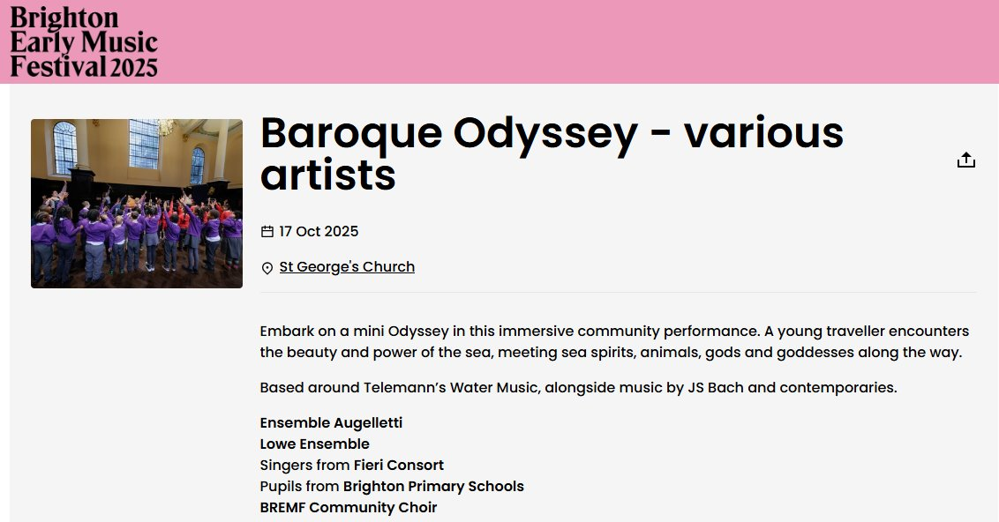 Brighton
Early Music
Festival 2025
Baroque Odyssey - various
artists
17 Oct 2025
St George's Church
Embark on a mini Odyssey in this immersive community performance. A young traveller encounters
the beauty and power of the sea, meeting sea spirits, animals, gods and goddesses along the way.
Based around Telemann’s Water Music, alongside music by JS Bach and contemporaries.
Ensemble Augelletti
Lowe Ensemble
Singers from Fieri Consort
Pupils from Brighton Primary Schools
BREMF Community Choir